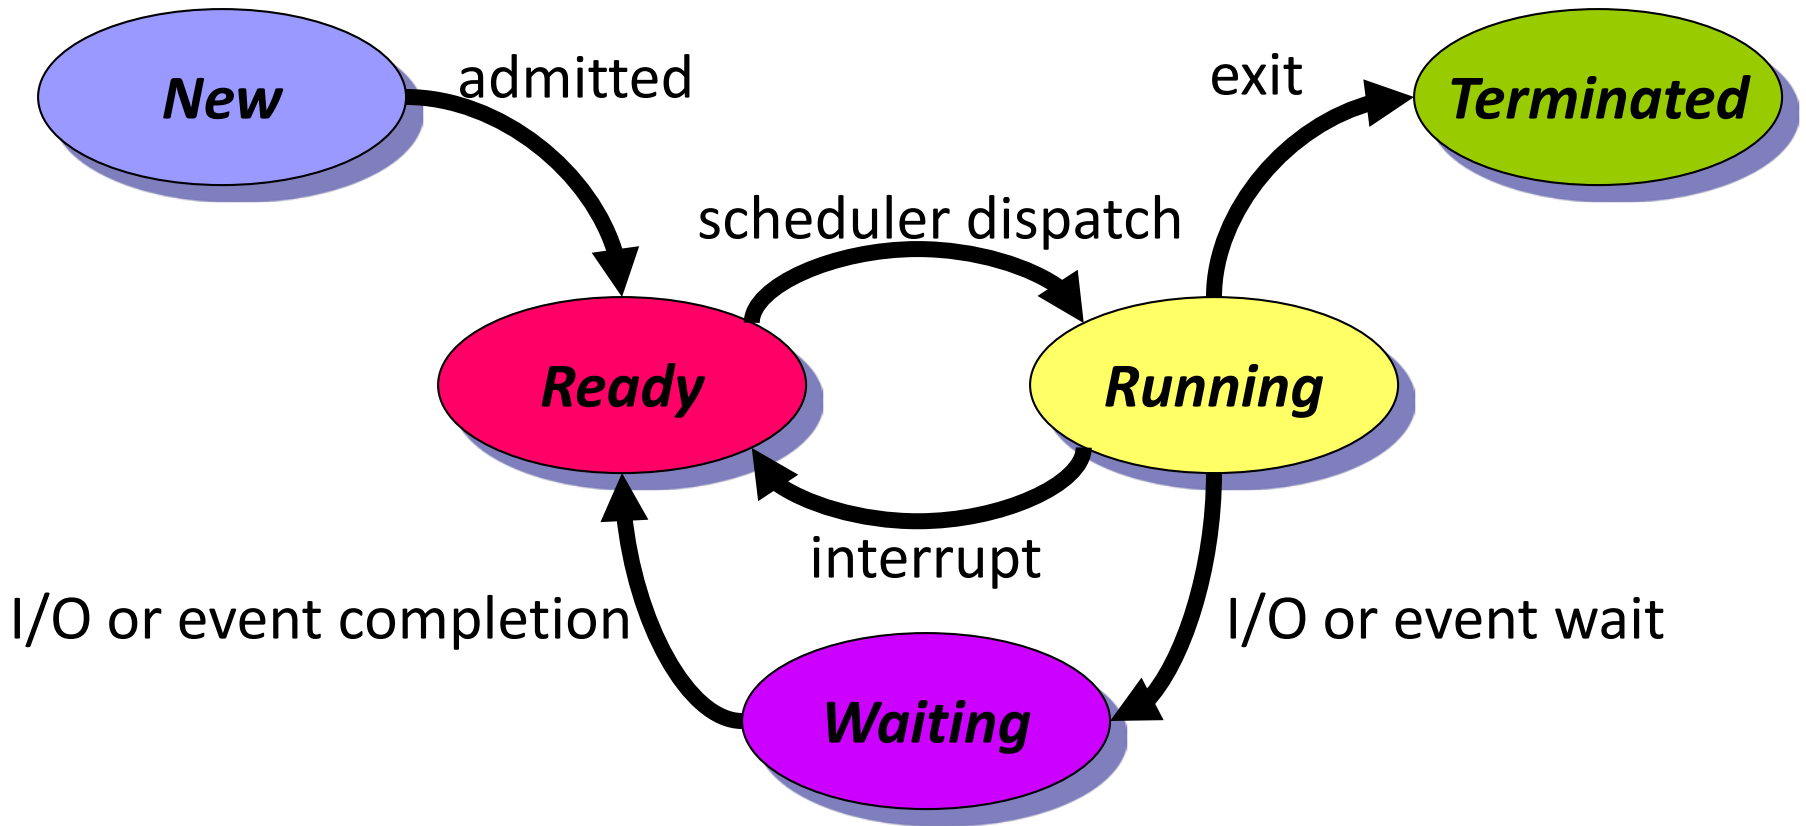 New
admitted
exit
Terminated
scheduler dispatch
Ready
Running
interrupt
I/O or event completion
I/O or event wait
Waiting